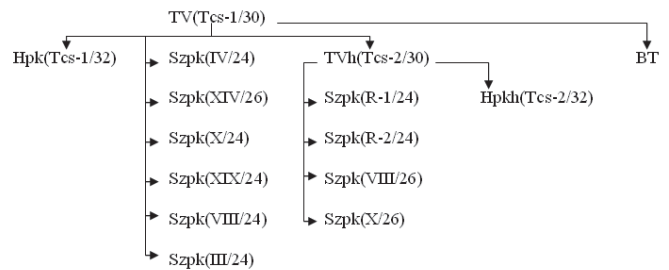 TV(Tcs-1/30)
Hpk(Tcs-1/32) Szpk(IV/24) TVh(Tcs-2/30) BT
Szpk(XIV/26) Szpk(R-1/24) Hpkh(Tcs-2/32)
Szpk(X/24) Szpk(R-2/24)
Szpk(XIX/24) Szpk(VIII/26)
Szpk(VIII/24) Szpk(X/26)
Szpk(III/24)